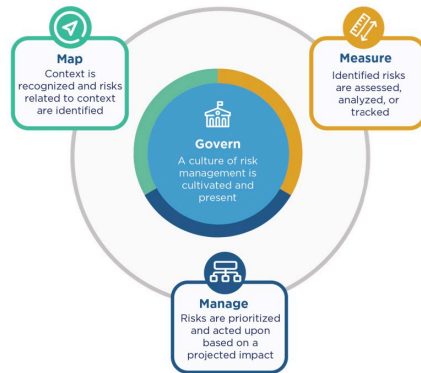 Map
Context is
recognized and risks
related to context
are identified
Measure
Identified risks
are assessed,
analyzed, or
tracked
Govern
A culture of risk
management is
cultivated and
present
Manage
Risks are prioritized
and acted upon
based on a
projected impact